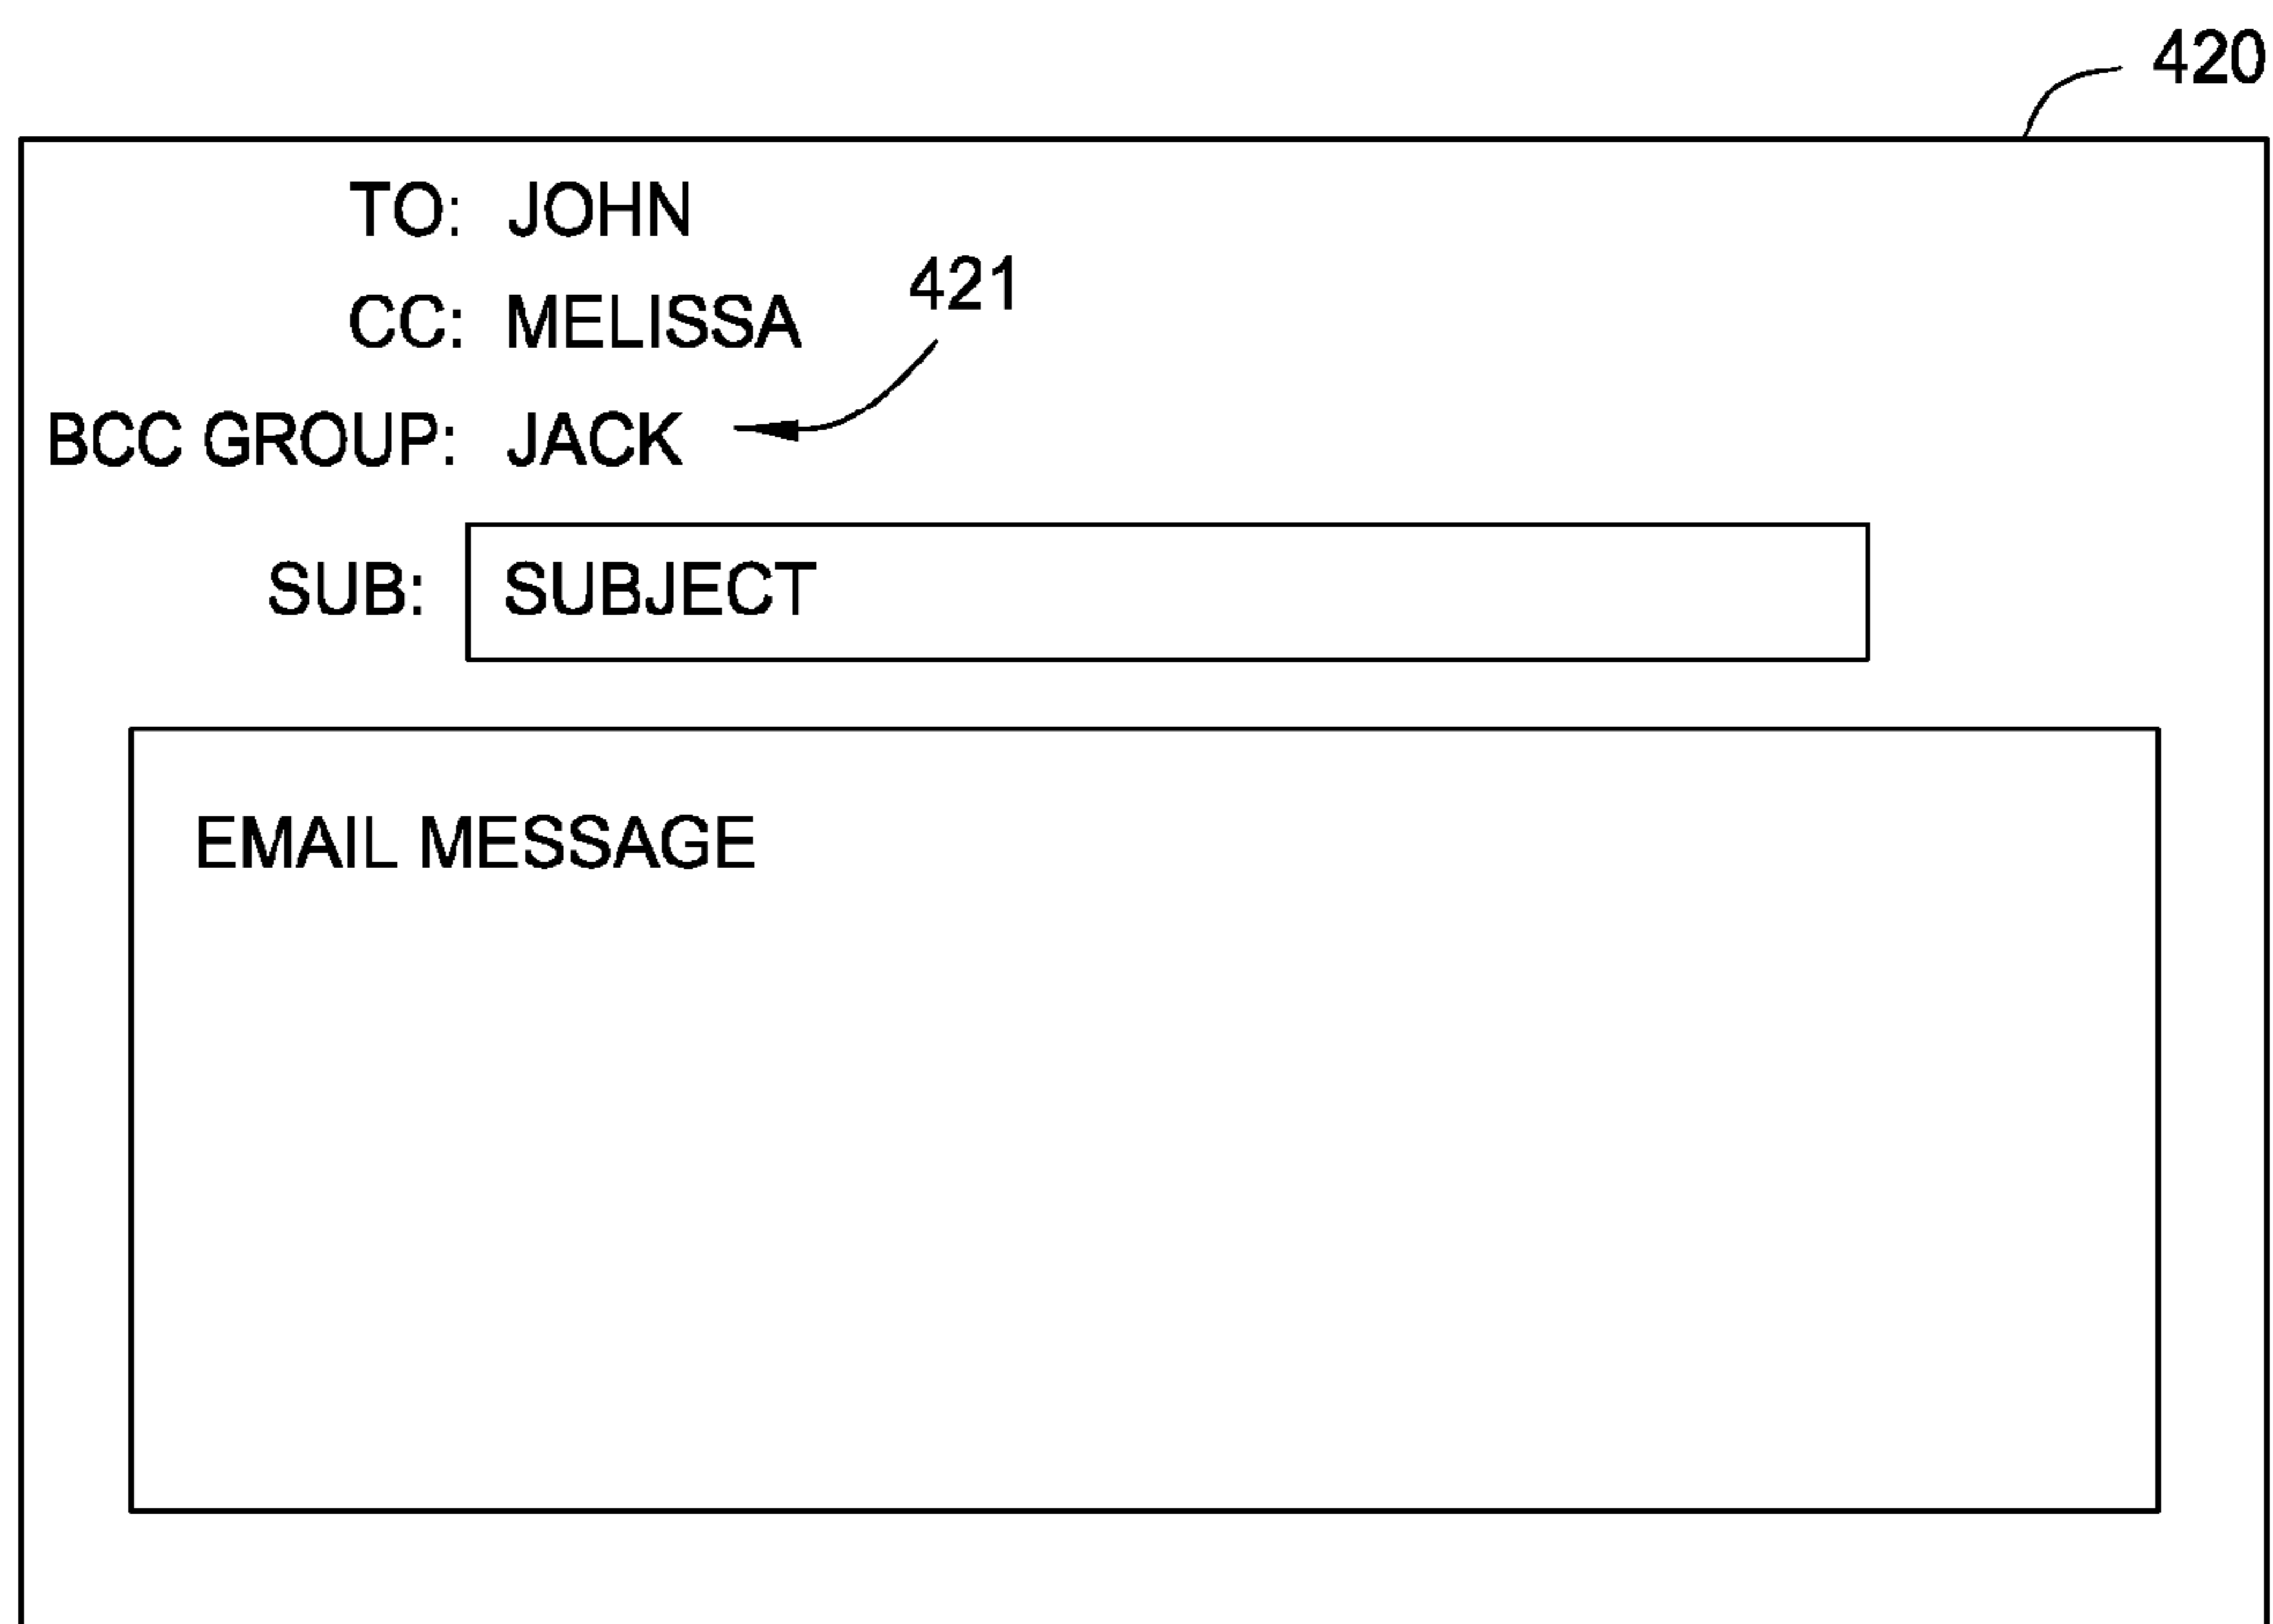 420
TO: JOHN
CC: MELISSA
421
BCC GROUP: JACK
SUB: SUBJECT
EMAIL MESSAGE